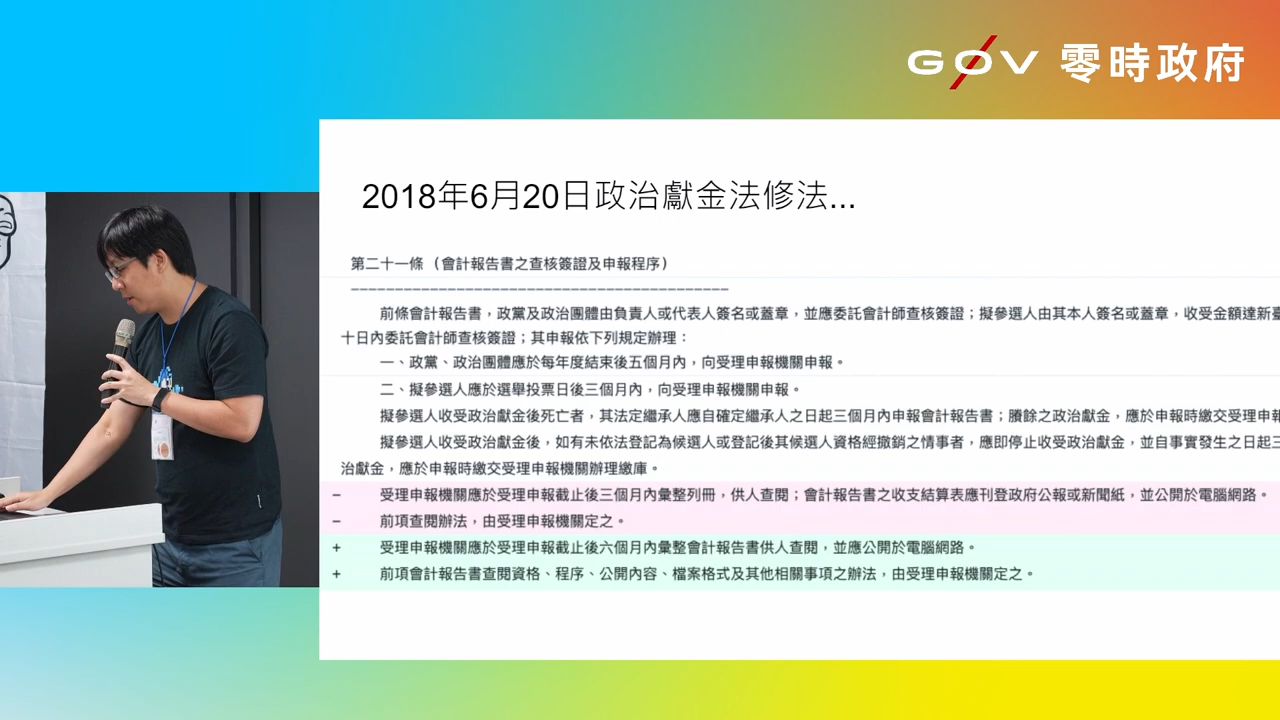 GOV 零時政府
2018年6月20日政治獻金法修法...
第二十一條 (會計報告書之查核簽證及申報程序)
------------------------------------------
前條會計報告書，政黨及政治團體由負責人或代表人簽名或蓋章，並應委託會計師查核簽證；擬參選人由其本人簽名或蓋章，收受金額達新臺
十日內委託會計師查核簽證；其申報依下列規定辦理：
一、政黨、政治團體應於每年度結束後五個月內，向受理申報機關申報。
二、擬參選人應於選舉投票日後三個月內，向受理申報機關申報。
擬參選人收受政治獻金後死亡者，其法定繼承人應自確定繼承人之日起三個月內申報會計報告書；賸餘之政治獻金，應於申報時繳交受理申報
擬參選人收受政治獻金後，如有未依法登記為候選人或登記後其候選人資格經撤銷之情事者，應即停止收受政治獻金，並自事實發生之日起三
治獻金，應於申報時繳交受理申報機關辦理繳庫。
- 受理申報機關應於受理申報截止後三個月內彙整列冊，供人查閱；會計報告書之收支結算表應刊登政府公報或新聞紙，並公開於電腦網路。
- 前項查閱辦法，由受理申報機關定之。
+ 受理申報機關應於受理申報截止後六個月內彙整會計報告書供人查閱，並應公開於電腦網路。
+ 前項會計報告書查閱資格、程序、公開內容、檔案格式及其他相關事項之辦法，由受理申報機關定之。